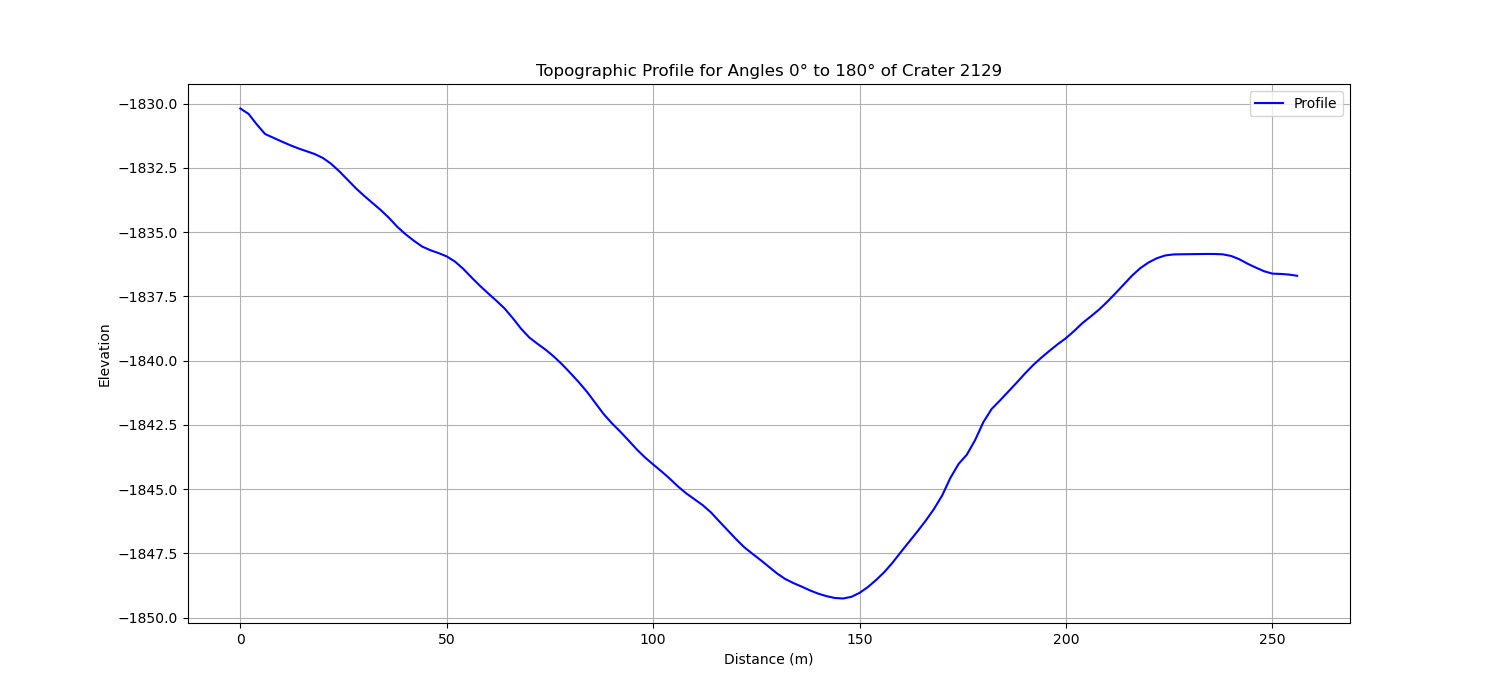 Topographic Profile for Angles 0° to 180° of Crater 2129
Profile
−1830.0
−1832.5
−1835.0
−1837.5
−1840.0
−1842.5
−1845.0
−1847.5
−1850.0
Elevation
0 50 100 150 200 250
Distance (m)